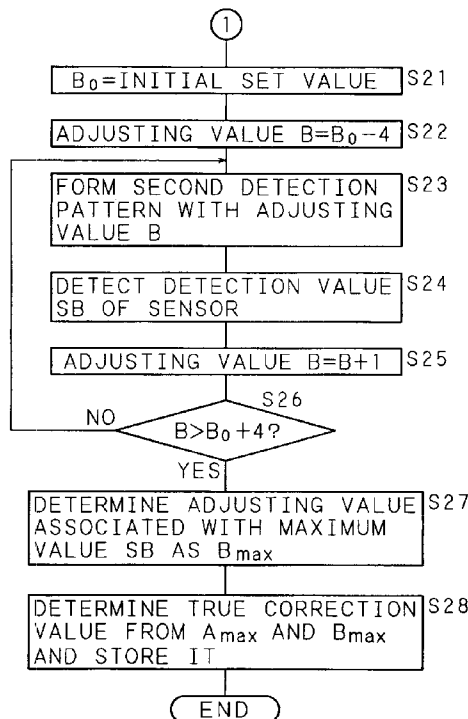 1
B₀=INITIAL SET VALUE S21
ADJUSTING VALUE B=B₀-4 S22
FORM SECOND DETECTION S23
PATTERN WITH ADJUSTING
VALUE B
DETECT DETECTION VALUE S24
SB OF SENSOR
ADJUSTING VALUE B=B+1 S25
S26
NO
B>B₀+4?
YES
DETERMINE ADJUSTING VALUE S27
ASSOCIATED WITH MAXIMUM
VALUE SB AS Bmax
DETERMINE TRUE CORRECTION S28
VALUE FROM Amax AND Bmax
AND STORE IT
END